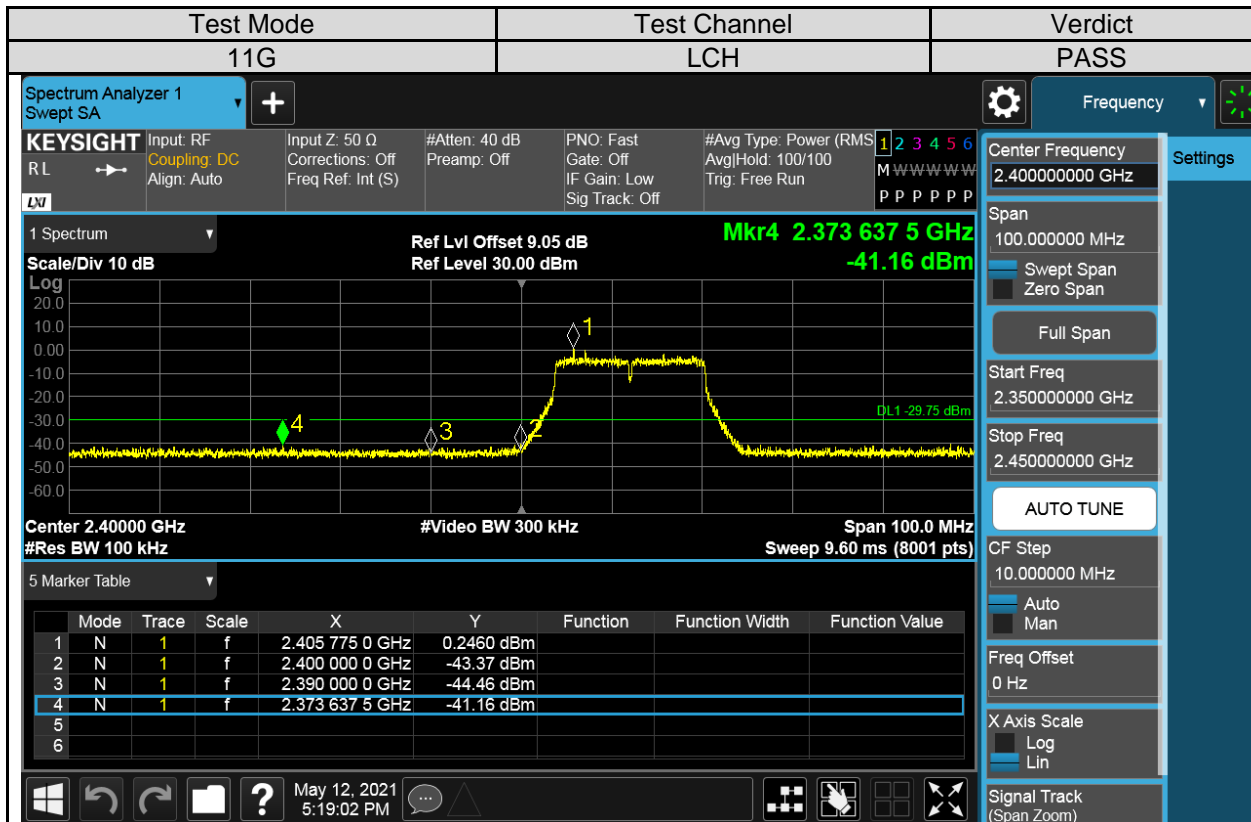 Test Mode Test Channel Verdict
11G LCH PASS
Spectrum Analyzer 1
Swept SA
+
Frequency
KEYSIGHT
RL
LXI
Input: RF
Coupling: DC
Align: Auto
Input Z: 50 Ω
Corrections: Off
Freq Ref: Int (S)
#Atten: 40 dB
Preamp: Off
PNO: Fast
Gate: Off
IF Gain: Low
Sig Track: Off
#Avg Type: Power (RMS
Avg|Hold: 100/100
Trig: Free Run
1 2 3 4 5 6
M W W W W W
P P P P P P
1 Spectrum
Scale/Div 10 dB
Ref Lvl Offset 9.05 dB
Ref Level 30.00 dBm
Mkr4 2.373 637 5 GHz
-41.16 dBm
Log
20.0
10.0
0.00
-10.0
-20.0
-30.0
-40.0
-50.0
-60.0
1
2
3
4
DL1 -29.75 dBm
Center 2.40000 GHz #Video BW 300 kHz Span 100.0 MHz
#Res BW 100 kHz Sweep 9.60 ms (8001 pts)
5 Marker Table
Mode Trace Scale X Y Function Function Width Function Value
1 N 1 f 2.405 775 0 GHz 0.2460 dBm
2 N 1 f 2.400 000 0 GHz -43.37 dBm
3 N 1 f 2.390 000 0 GHz -44.46 dBm
4 N 1 f 2.373 637 5 GHz -41.16 dBm
5
6
?
May 12, 2021
5:19:02 PM
Center Frequency
2.400000000 GHz
Settings
Span
100.000000 MHz
Swept Span
Zero Span
Full Span
Start Freq
2.350000000 GHz
Stop Freq
2.450000000 GHz
AUTO TUNE
CF Step
10.000000 MHz
Auto
Man
Freq Offset
0 Hz
X Axis Scale
Log
Lin
Signal Track
(Span Zoom)